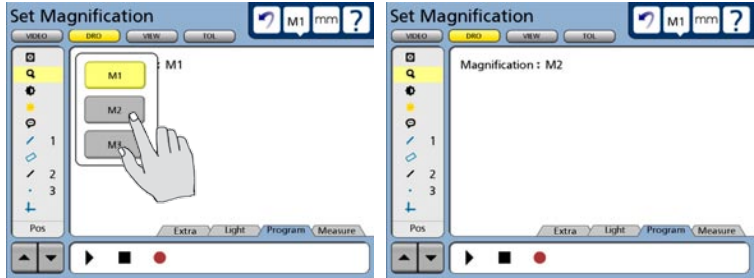 Set Magnification
M1 mm ?
VIDEO DRO VIEW TOL
: M1
M1
M2
M3
1
2
3
Pos
Extra Light Program Measure
Set Magnification
M1 mm ?
VIDEO DRO VIEW TOL
Magnification : M2
1
2
3
Pos
Extra Light Program Measure